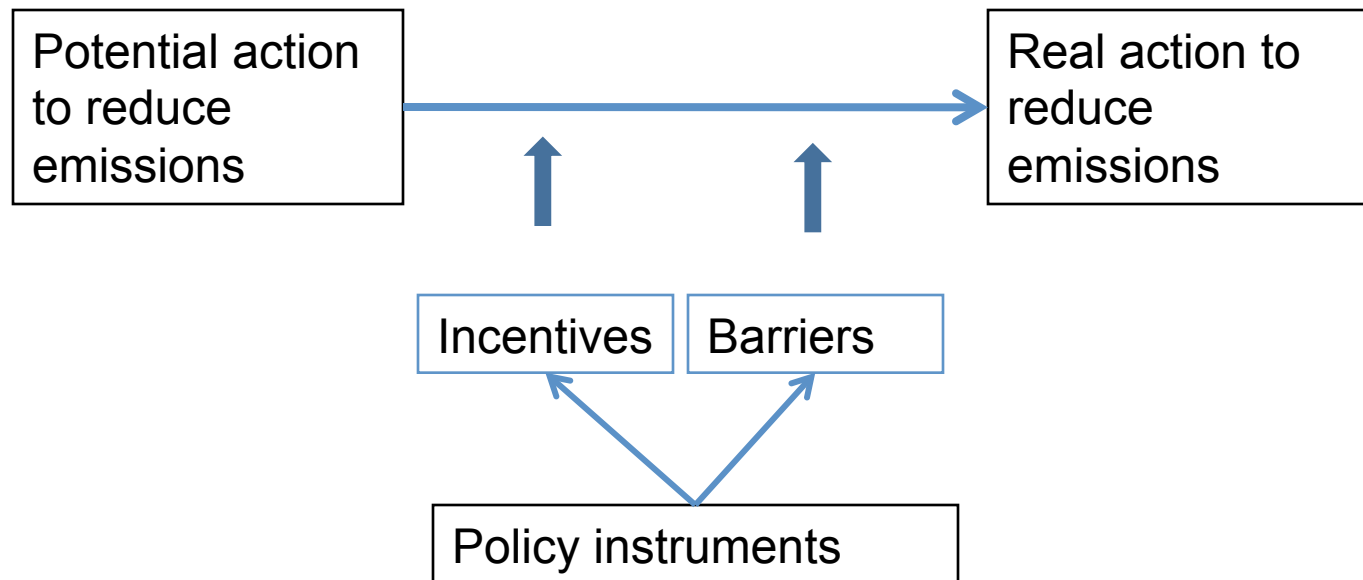 Potential action
to reduce
emissions
Real action to
reduce
emissions
Incentives
Barriers
Policy instruments